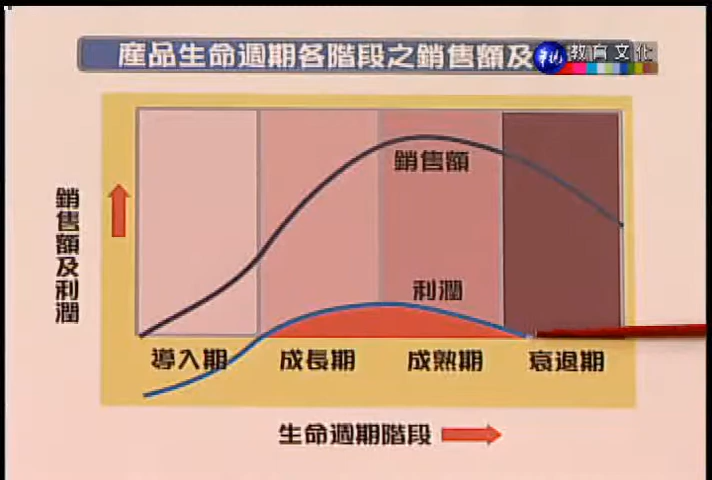 產品生命週期各階段之銷售額及
教育文化
銷售額
利潤
銷售額及利潤
導入期 成長期 成熟期 衰退期
生命週期階段